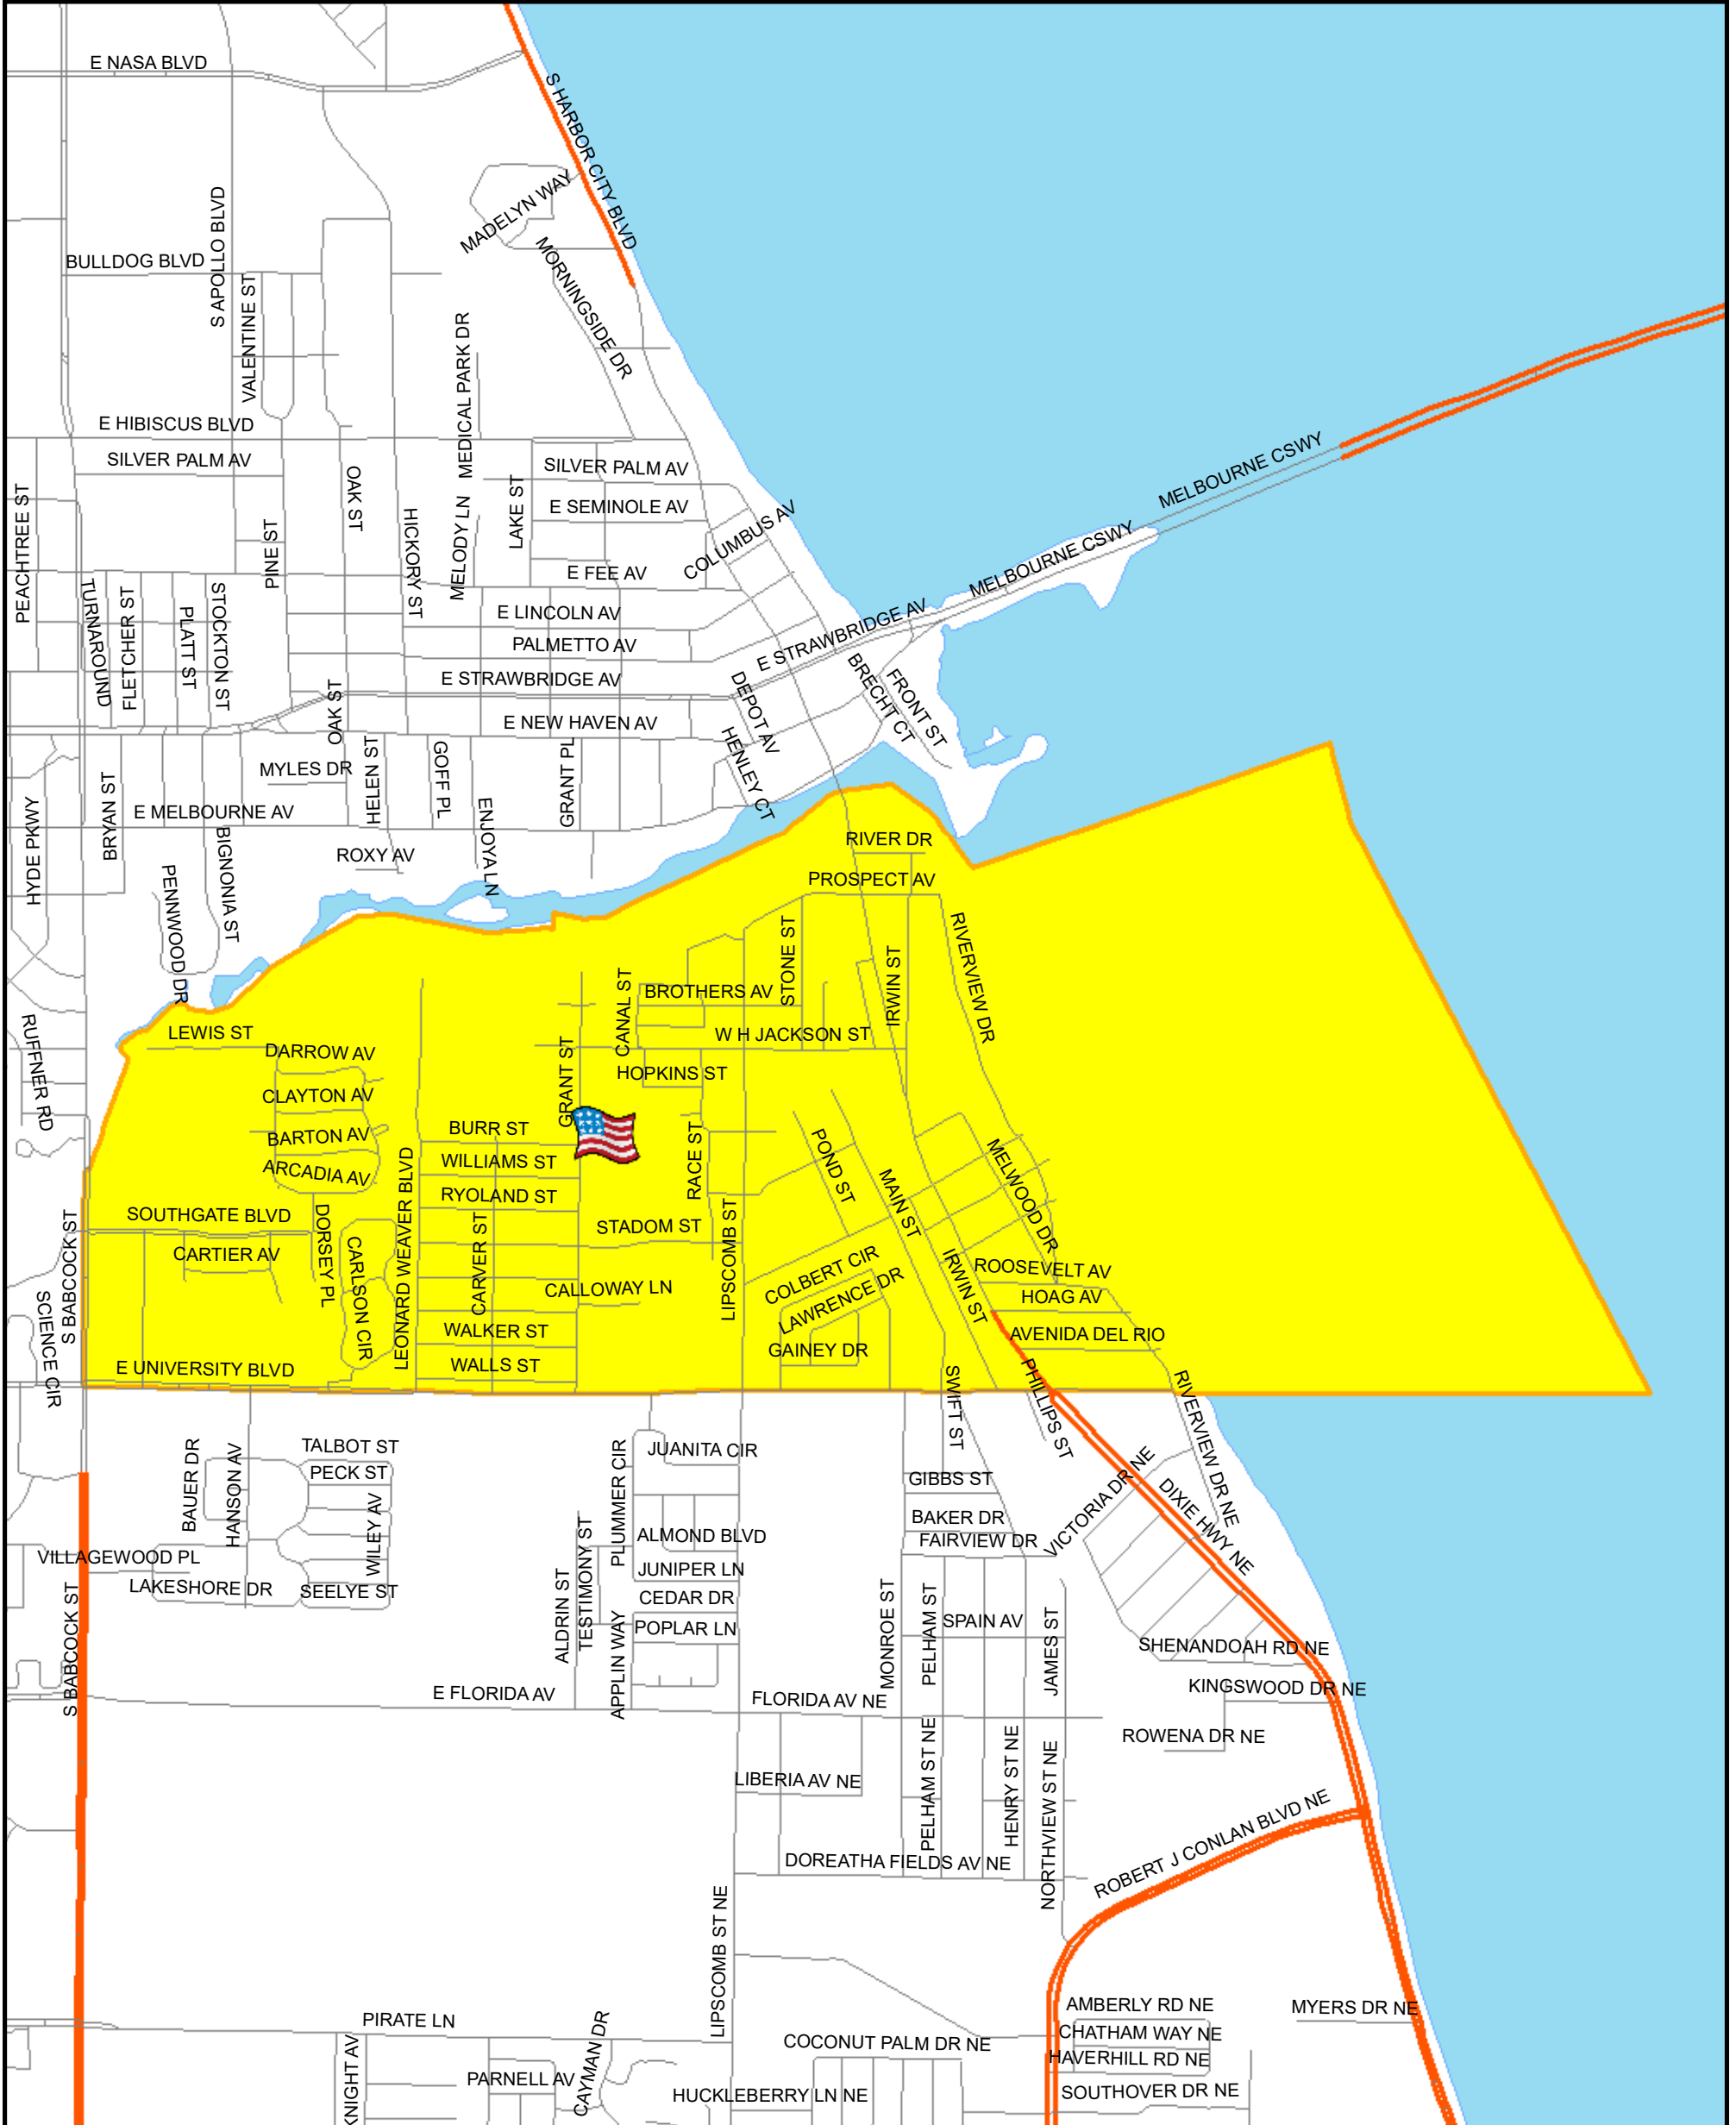 E NASA BLVD
S HARBOR CITY BLVD
MADELYN WAY
S APOLLO BLVD
BULLDOG BLVD
MORNINGSIDE DR
VALENTINE ST
MEDICAL PARK DR
E HIBISCUS BLVD
SILVER PALM AV
SILVER PALM AV
MELBOURNE CSWY
PEACHTREE ST
OAK ST
LAKE ST
E SEMINOLE AV
HICKORY ST
MELODY LN
COLUMBUS AV
PINE ST
MELBOURNE CSWY
E FEE AV
TURNAROUND
FLETCHER ST
PLATT ST
STOCKTON ST
E LINCOLN AV
PALMETTO AV
E STRAWBRIDGE AV
E STRAWBRIDGE AV
OAK ST
DEPOT AV
BRECHT CT
FRONT ST
E NEW HAVEN AV
HENLEY CT
MYLES DR
HELEN ST
GOFF PL
GRANT PL
BRYAN ST
HYDE PKWY
E MELBOURNE AV
ENJOYA LN
BIGNONIA ST
ROXY AV
RIVER DR
PENNWOOD DR
PROSPECT AV
STONE ST
IRWIN ST
RIVERVIEW DR
CANAL ST
BROTHERS AV
RUFFNER RD
LEWIS ST
W H JACKSON ST
DARROW AV
GRANT ST
HOPKINS ST
CLAYTON AV
BURR ST
BARTON AV
RACE ST
POND ST
MELWOOD DR
WILLIAMS ST
ARCADIA AV
LEONARD WEAVER BLVD
MAIN ST
RYOLAND ST
SOUTHGATE BLVD
DORSEY PL
STADOM ST
LIPSCOMB ST
S BABCOCK ST
CARTIER AV
CARLSON CIR
CARVER ST
COLBERT CIR
IRWIN ST
ROOSEVELT AV
CALLOWAY LN
LAWRENCE DR
HOAG AV
SCIENCE CIR
WALKER ST
AVENIDA DEL RIO
GAINEY DR
E UNIVERSITY BLVD
WALLS ST
SWIFT ST
PHILLIPS ST
RIVERVIEW DR NE
BAUER DR
HANSON AV
TALBOT ST
PLUMMER CIR
JUANITA CIR
PECK ST
GIBBS ST
VICTORIA DR NE
DIXIE HWY NE
WILEY AV
TESTIMONY ST
ALMOND BLVD
BAKER DR
FAIRVIEW DR
VILLAGEWOOD PL
JUNIPER LN
LAKESHORE DR
SEELYE ST
ALDRIN ST
CEDAR DR
MONROE ST
PELHAM ST
S BABCOCK ST
APPLIN WAY
POPLAR LN
SPAIN AV
JAMES ST
SHENANDOAH RD NE
E FLORIDA AV
FLORIDA AV NE
KINGSWOOD DR NE
PELHAM ST NE
HENRY ST NE
NORTHVIEW ST NE
ROWENA DR NE
LIBERIA AV NE
ROBERT J CONLAN BLVD NE
DOREATHA FIELDS AV NE
LIPSCOMB ST NE
PIRATE LN
AMBERLY RD NE
MYERS DR NE
KNIGHT AV
CAYMAN DR
COCONUT PALM DR NE
CHATHAM WAY NE
HAVERHILL RD NE
PARNELL AV
HUCKLEBERRY LN NE
SOUTHOVER DR NE